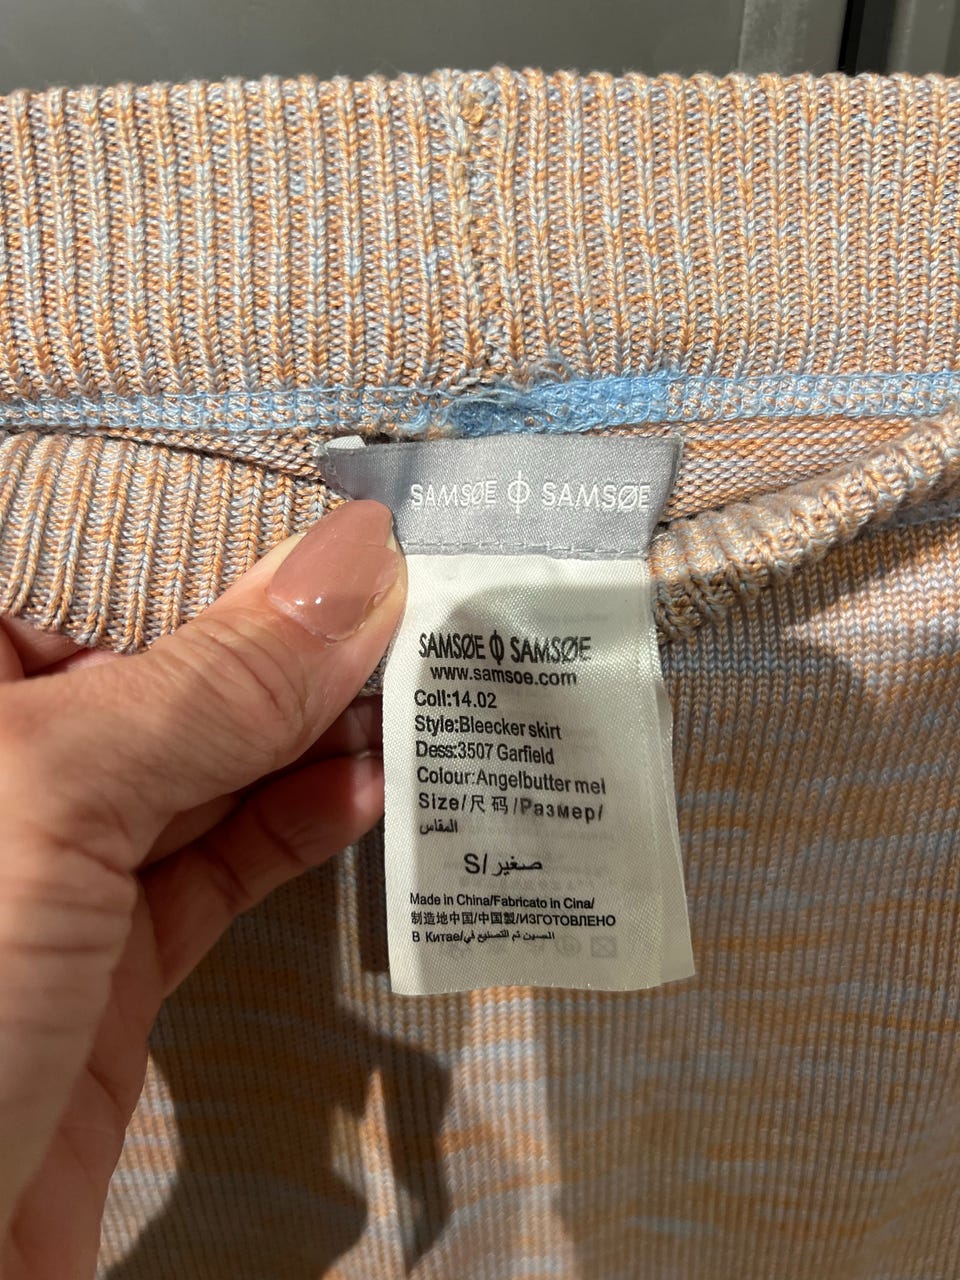 SAMSØE ϕ SAMSØE
SAMSØE ϕ SAMSØE
www.samsoe.com
Coll:14.02
Style:Bleecker skirt
Dess:3507 Garfield
Colour:Angelbutter mel
Size/尺码/Размер/
المقاس
S/صغير
Made in China/Fabricato in Cina/
制造地中国/中国製/ИЗГОТОВЛЕНО
В Китае/تم التصنيع في الصين